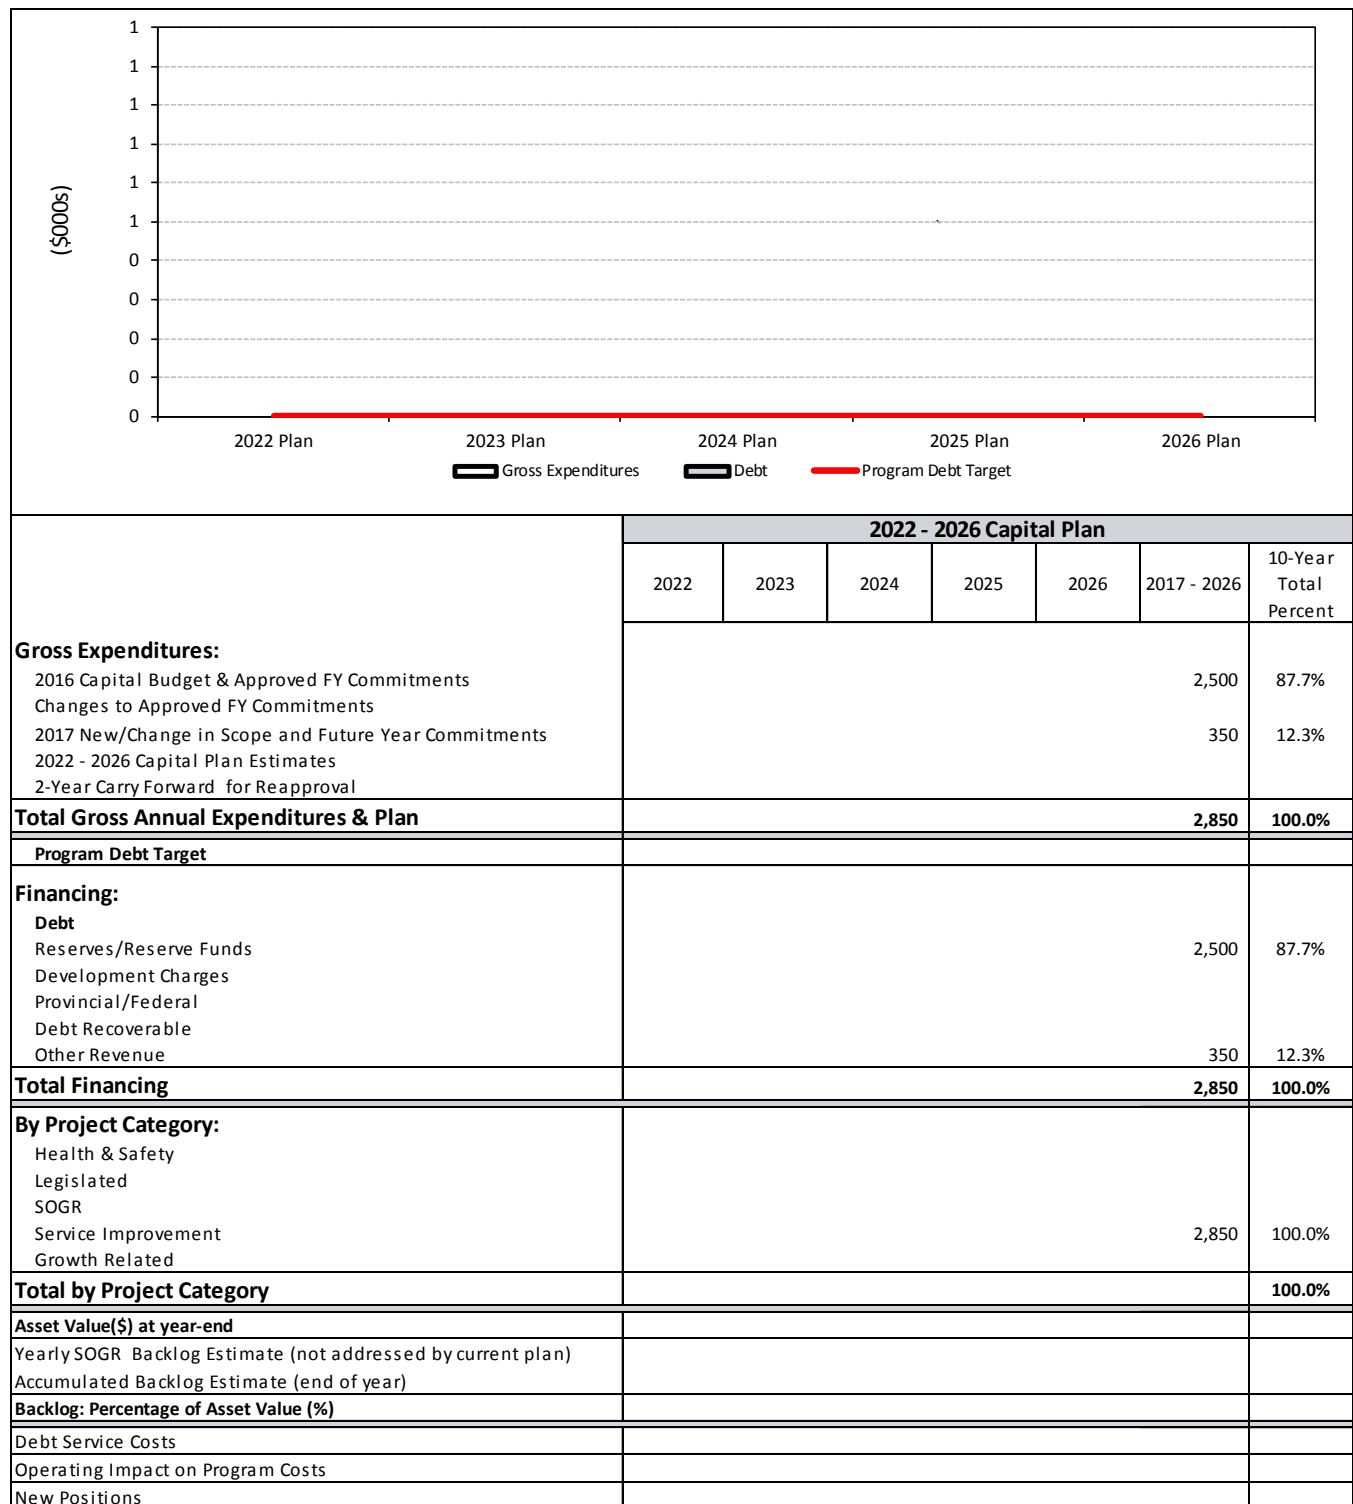 1
1
1
1
1
1
0
0
0
0
0
($000s)
2022 Plan 2023 Plan 2024 Plan 2025 Plan 2026 Plan
Gross Expenditures Debt Program Debt Target
2022 - 2026 Capital Plan
2022 2023 2024 2025 2026 2017 - 2026 10-Year Total Percent
Gross Expenditures:
2016 Capital Budget & Approved FY Commitments 2,500 87.7%
Changes to Approved FY Commitments
2017 New/Change in Scope and Future Year Commitments 350 12.3%
2022 - 2026 Capital Plan Estimates
2-Year Carry Forward for Reapproval
Total Gross Annual Expenditures & Plan 2,850 100.0%
Program Debt Target
Financing:
Debt
Reserves/Reserve Funds 2,500 87.7%
Development Charges
Provincial/Federal
Debt Recoverable
Other Revenue 350 12.3%
Total Financing 2,850 100.0%
By Project Category:
Health & Safety
Legislated
SOGR
Service Improvement 2,850 100.0%
Growth Related
Total by Project Category 100.0%
Asset Value($) at year-end
Yearly SOGR Backlog Estimate (not addressed by current plan)
Accumulated Backlog Estimate (end of year)
Backlog: Percentage of Asset Value (%)
Debt Service Costs
Operating Impact on Program Costs
New Positions